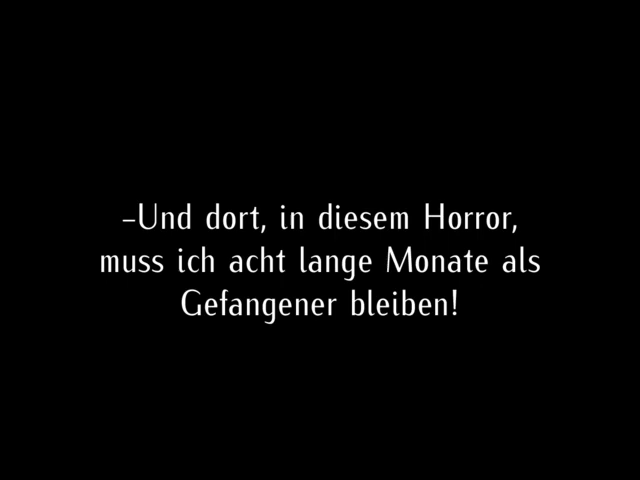 –Und dort, in diesem Horror,
muss ich acht lange Monate als
Gefangener bleiben!